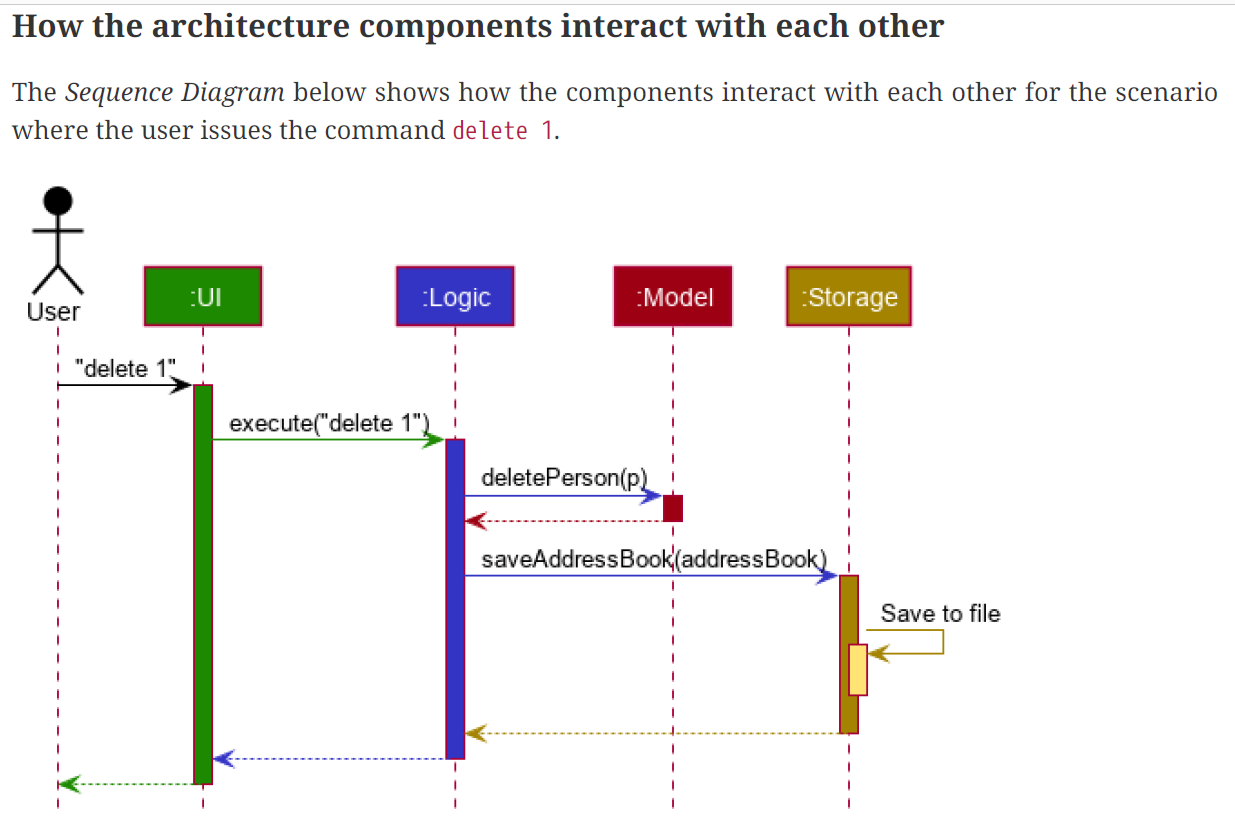 How the architecture components interact with each other
The Sequence Diagram below shows how the components interact with each other for the scenario
where the user issues the command delete 1.
User
:UI
:Logic
:Model
:Storage
"delete 1"
execute("delete 1")
deletePerson(p)
saveAddressBook(addressBook)
Save to file